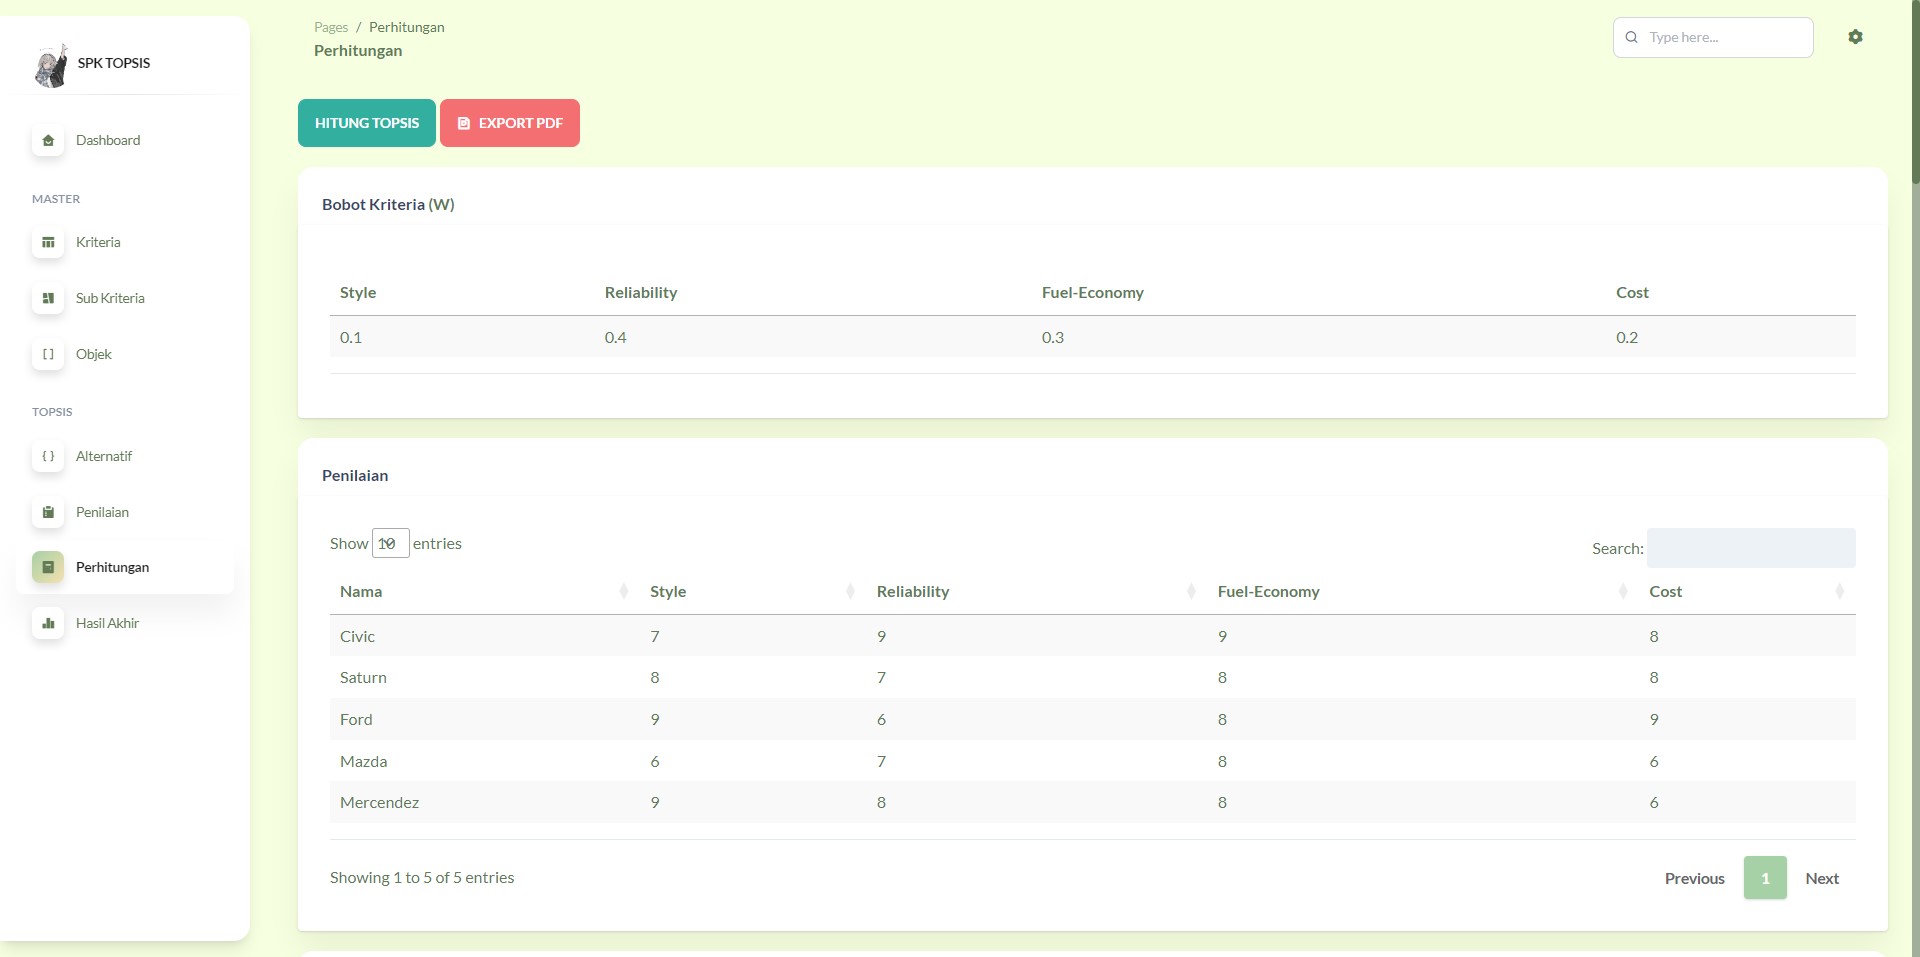 SPK TOPSIS
Dashboard
MASTER
Kriteria
Sub Kriteria
Objek
TOPSIS
Alternatif
Penilaian
Perhitungan
Hasil Akhir
Pages / Perhitungan
Perhitungan
Type here...
HITUNG TOPSIS
EXPORT PDF
Bobot Kriteria (W)
Style Reliability Fuel-Economy Cost
0.1 0.4 0.3 0.2
Penilaian
Show 10 entries
Search:
Nama Style Reliability Fuel-Economy Cost
Civic 7 9 9 8
Saturn 8 7 8 8
Ford 9 6 8 9
Mazda 6 7 8 6
Mercendez 9 8 8 6
Showing 1 to 5 of 5 entries
Previous 1 Next